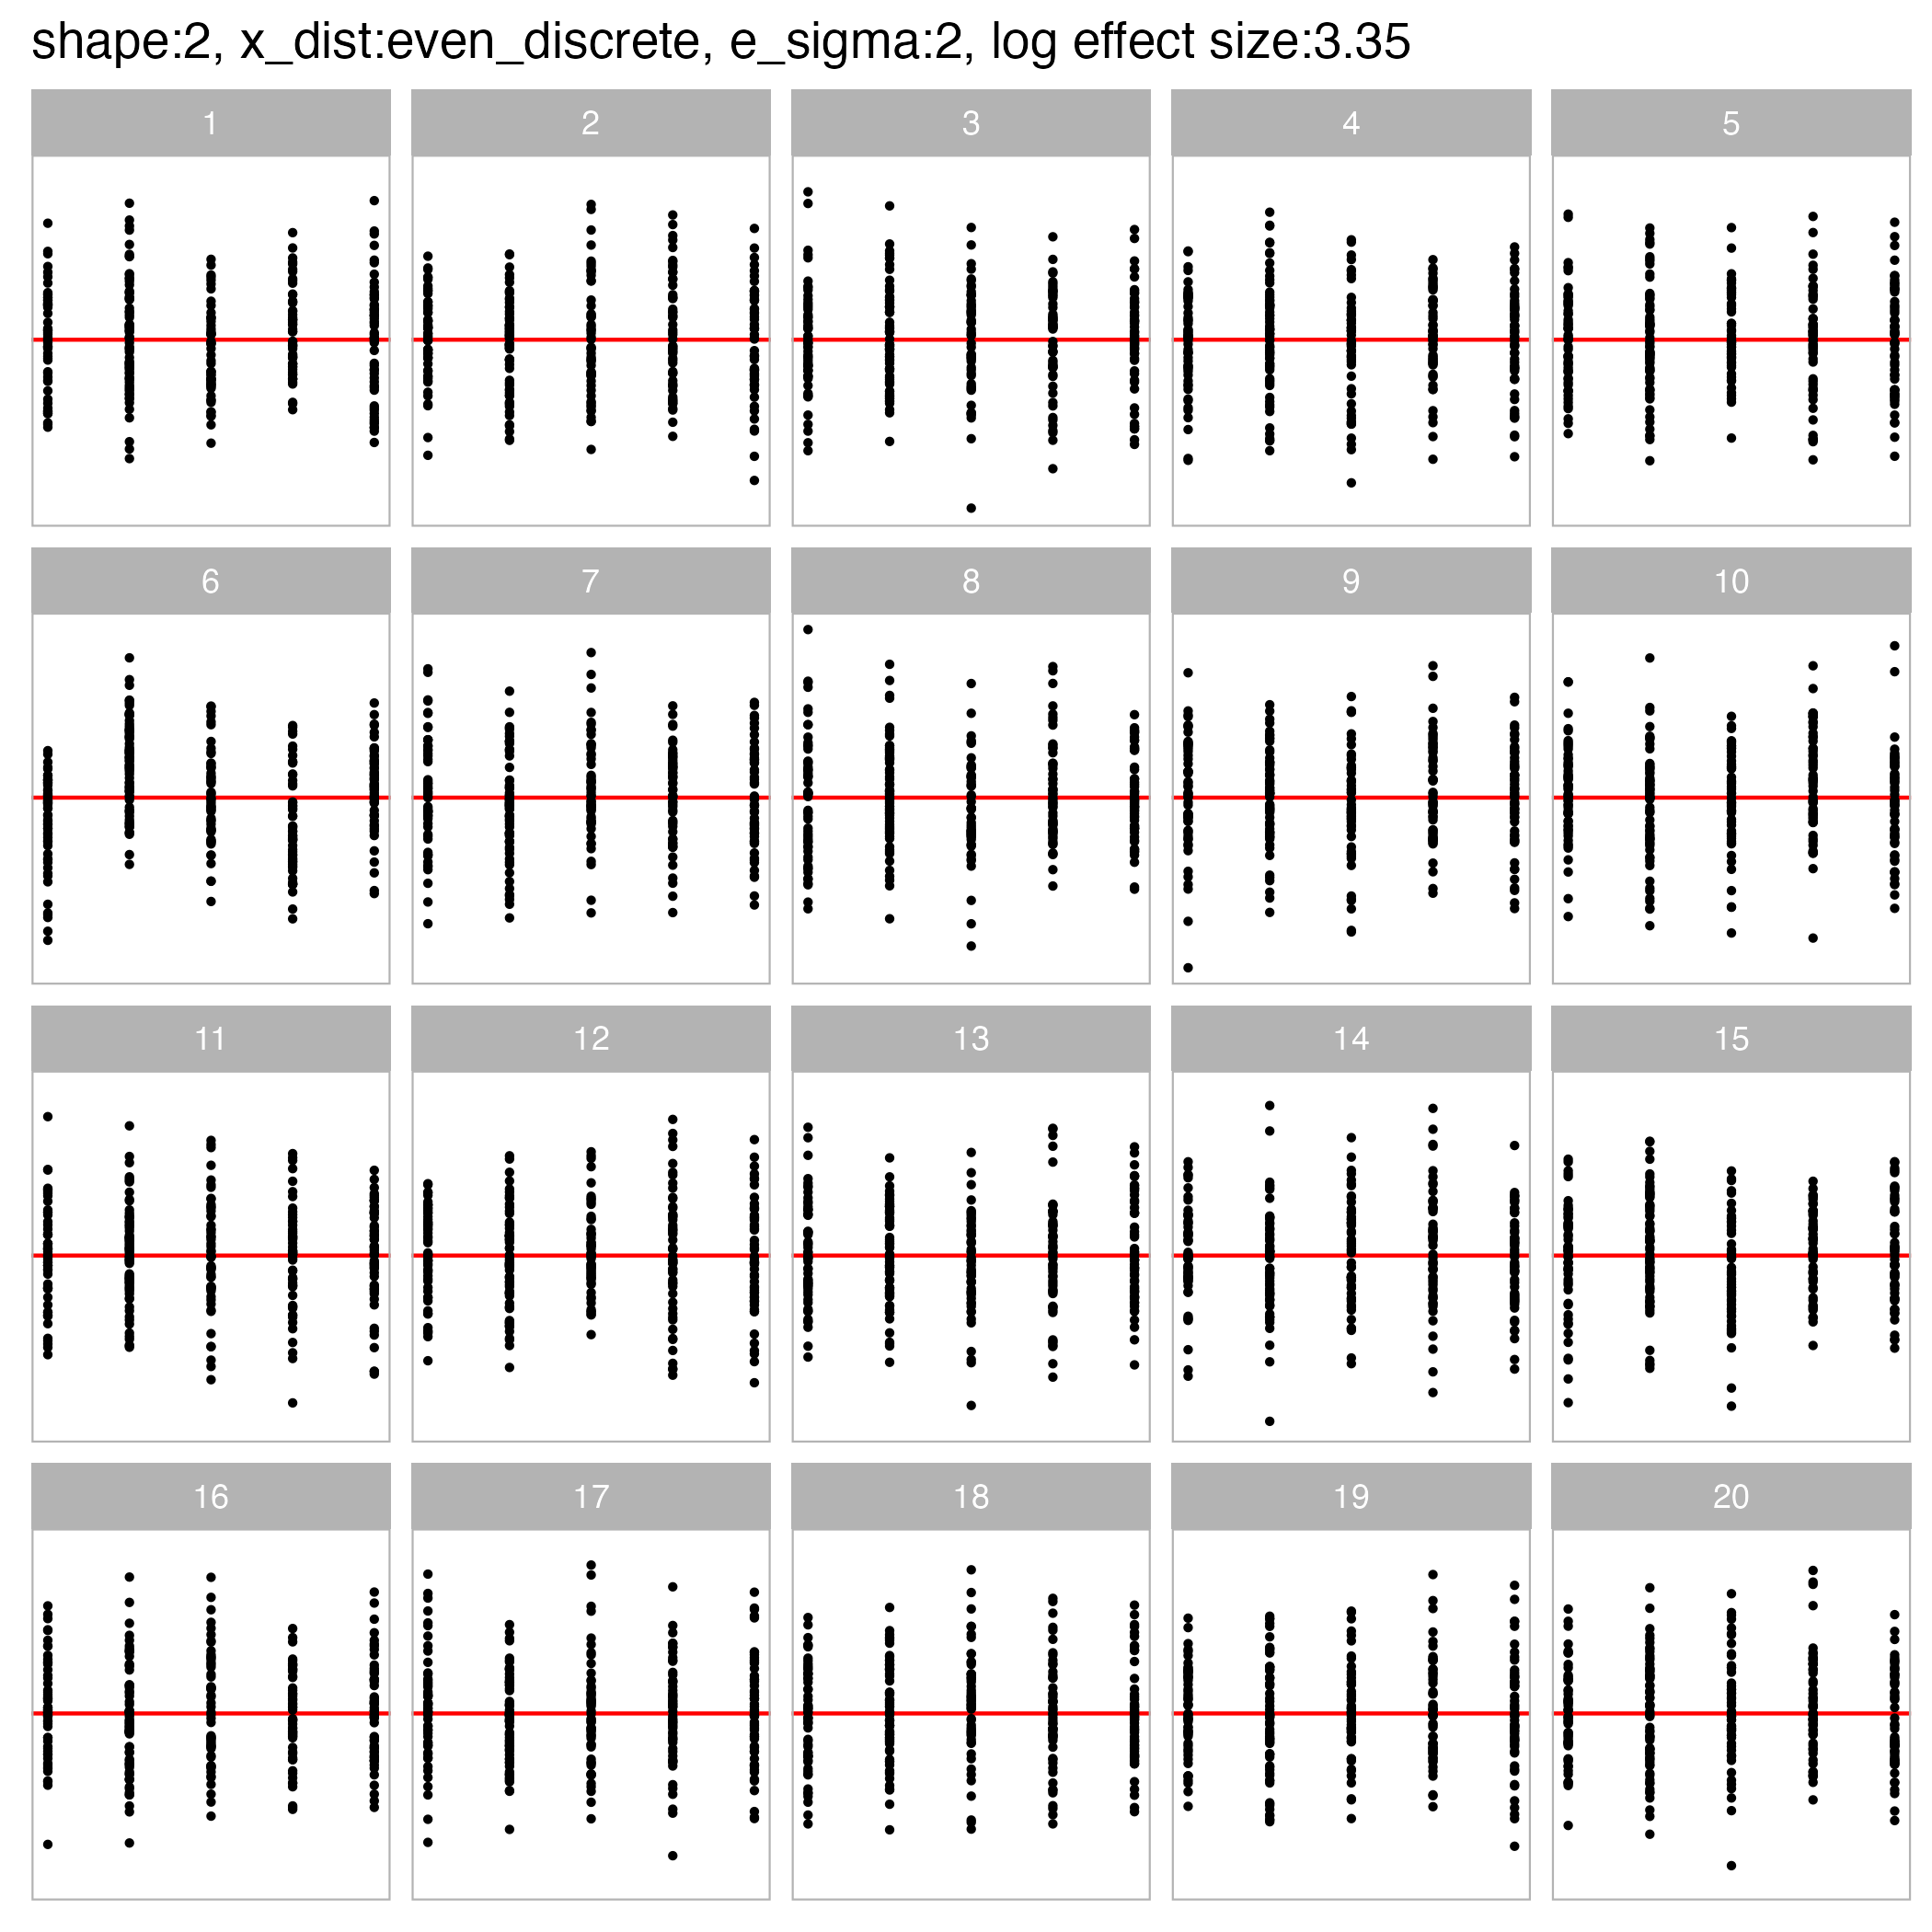 shape:2, x_dist:even_discrete, e_sigma:2, log effect size:3.35
1 2 3 4 5
6 7 8 9 10
11 12 13 14 15
16 17 18 19 20